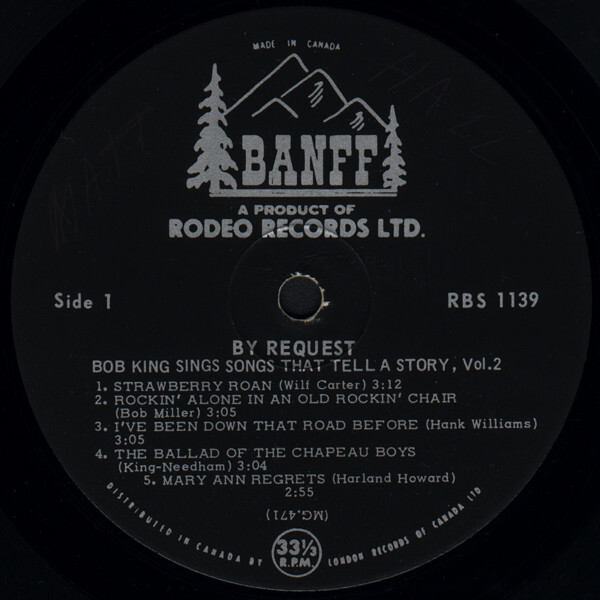 MADE IN CANADA
MATT HALL
BANFF
A PRODUCT OF
RODEO RECORDS LTD.
Side 1
RBS 1139
BY REQUEST
BOB KING SINGS SONGS THAT TELL A STORY, Vol.2
1. STRAWBERRY ROAN (Wilf Carter) 3:12
2. ROCKIN' ALONE IN AN OLD ROCKIN' CHAIR
(Bob Miller) 3:05
3. I'VE BEEN DOWN THAT ROAD BEFORE (Hank Williams)
3:05
4. THE BALLAD OF THE CHAPEAU BOYS
(King-Needham) 3:04
5. MARY ANN REGRETS (Harland Howard)
2:55
(MG.471)
33⅓
R.P.M.
DISTRIBUTED IN CANADA BY LONDON RECORDS OF CANADA LTD